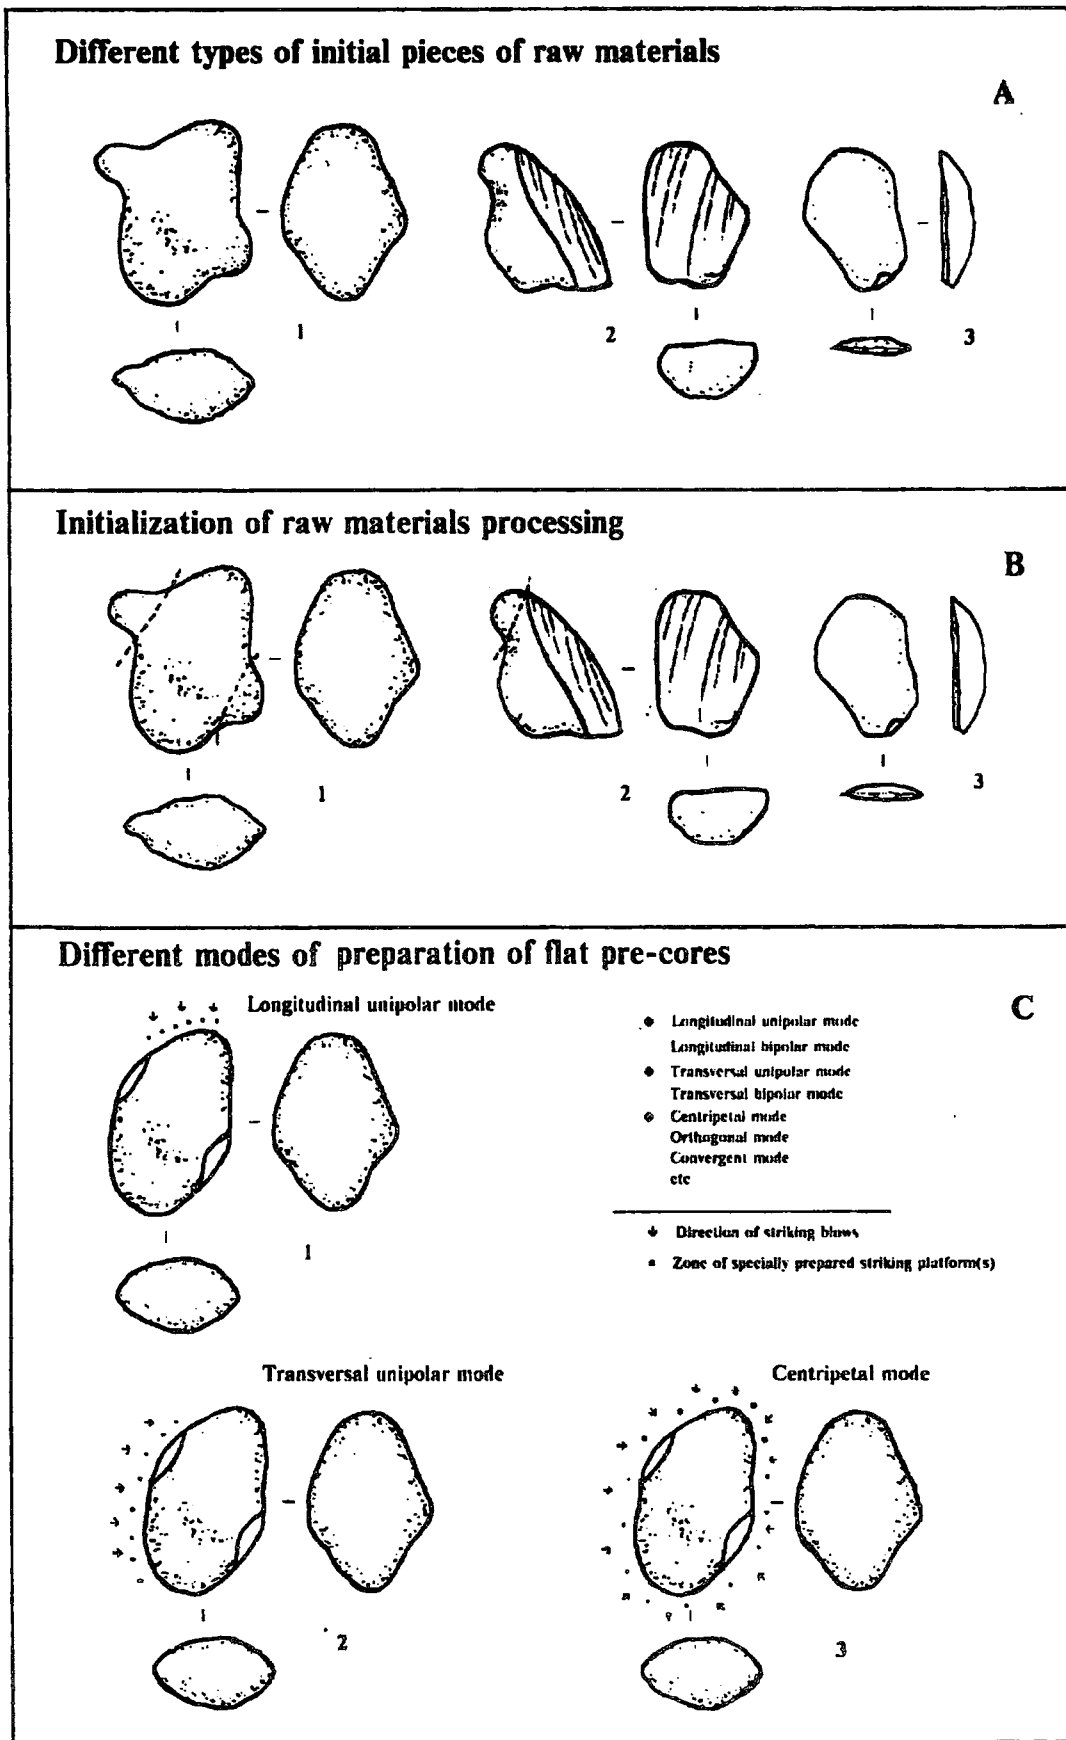 Different types of initial pieces of raw materials
A
1
2
3
Initialization of raw materials processing
B
1
2
3
Different modes of preparation of flat pre-cores
C
Longitudinal unipolar mode
1
Longitudinal unipolar mode
Longitudinal bipolar mode
Transversal unipolar mode
Transversal bipolar mode
Centripetal mode
Orthogonal mode
Convergent mode
etc
Direction of striking blows
Zone of specially prepared striking platform(s)
Transversal unipolar mode
2
Centripetal mode
3